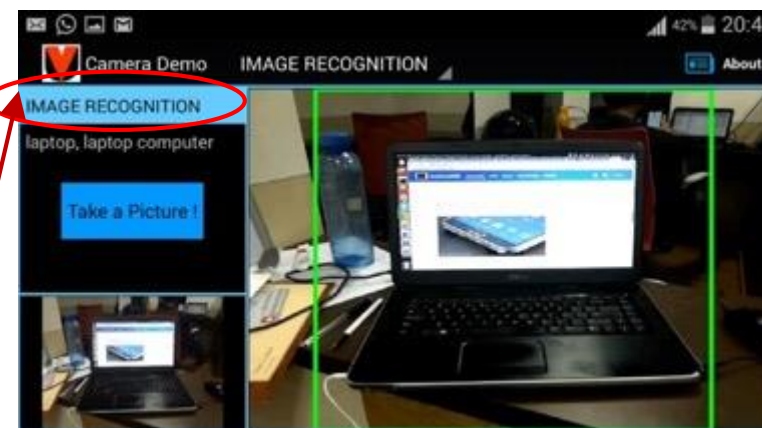 42% 20:4
Camera Demo IMAGE RECOGNITION About
IMAGE RECOGNITION
laptop, laptop computer
Take a Picture !